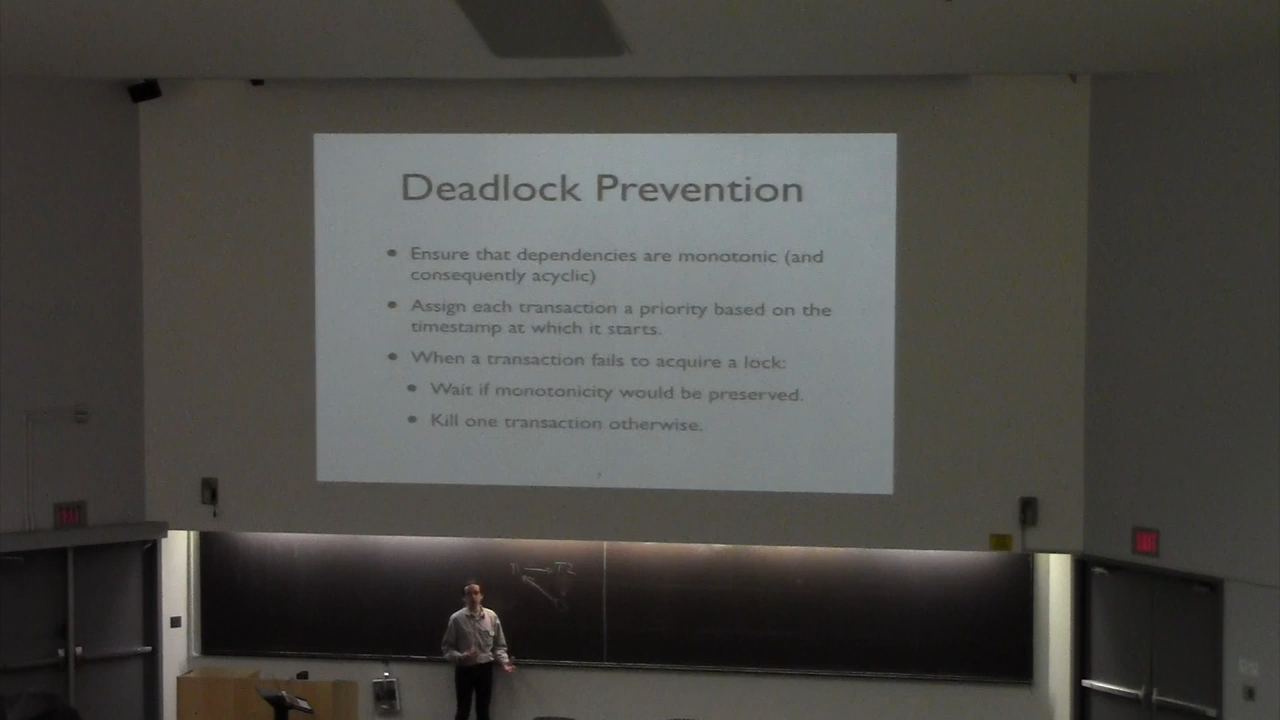 Deadlock Prevention
• Ensure that dependencies are monotonic (and
consequently acyclic)
• Assign each transaction a priority based on the
timestamp at which it starts.
• When a transaction fails to acquire a lock:
• Wait if monotonicity would be preserved.
• Kill one transaction otherwise.
T1 → T2